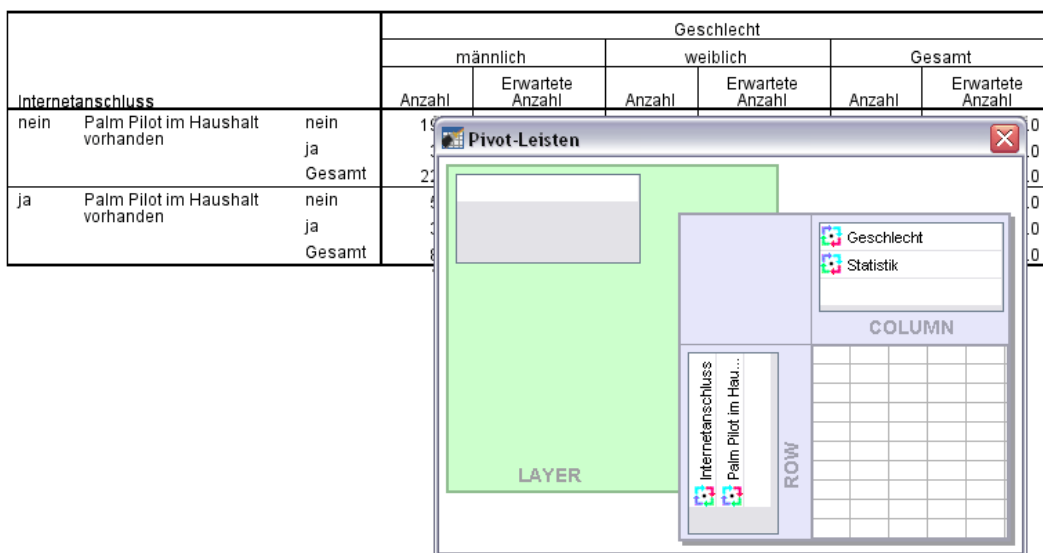 Geschlecht
männlich weiblich Gesamt
Internetanschluss Anzahl Erwartete Anzahl Anzahl Erwartete Anzahl Anzahl Erwartete Anzahl
nein Palm Pilot im Haushalt vorhanden nein
ja
Gesamt
ja Palm Pilot im Haushalt vorhanden nein
ja
Gesamt
Pivot-Leisten
Geschlecht
Statistik
COLUMN
Internetanschluss
Palm Pilot im Hau...
ROW
LAYER